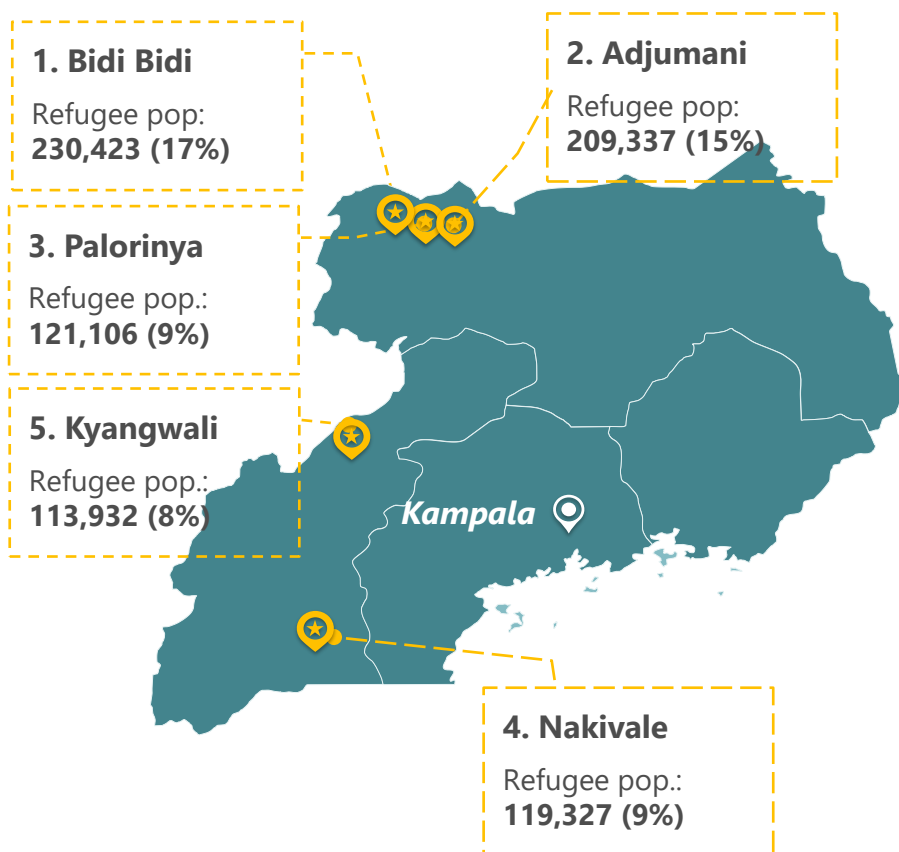 1. Bidi Bidi
Refugee pop:
230,423 (17%)
2. Adjumani
Refugee pop:
209,337 (15%)
3. Palorinya
Refugee pop.:
121,106 (9%)
5. Kyangwali
Refugee pop.:
113,932 (8%)
Kampala
4. Nakivale
Refugee pop.:
119,327 (9%)